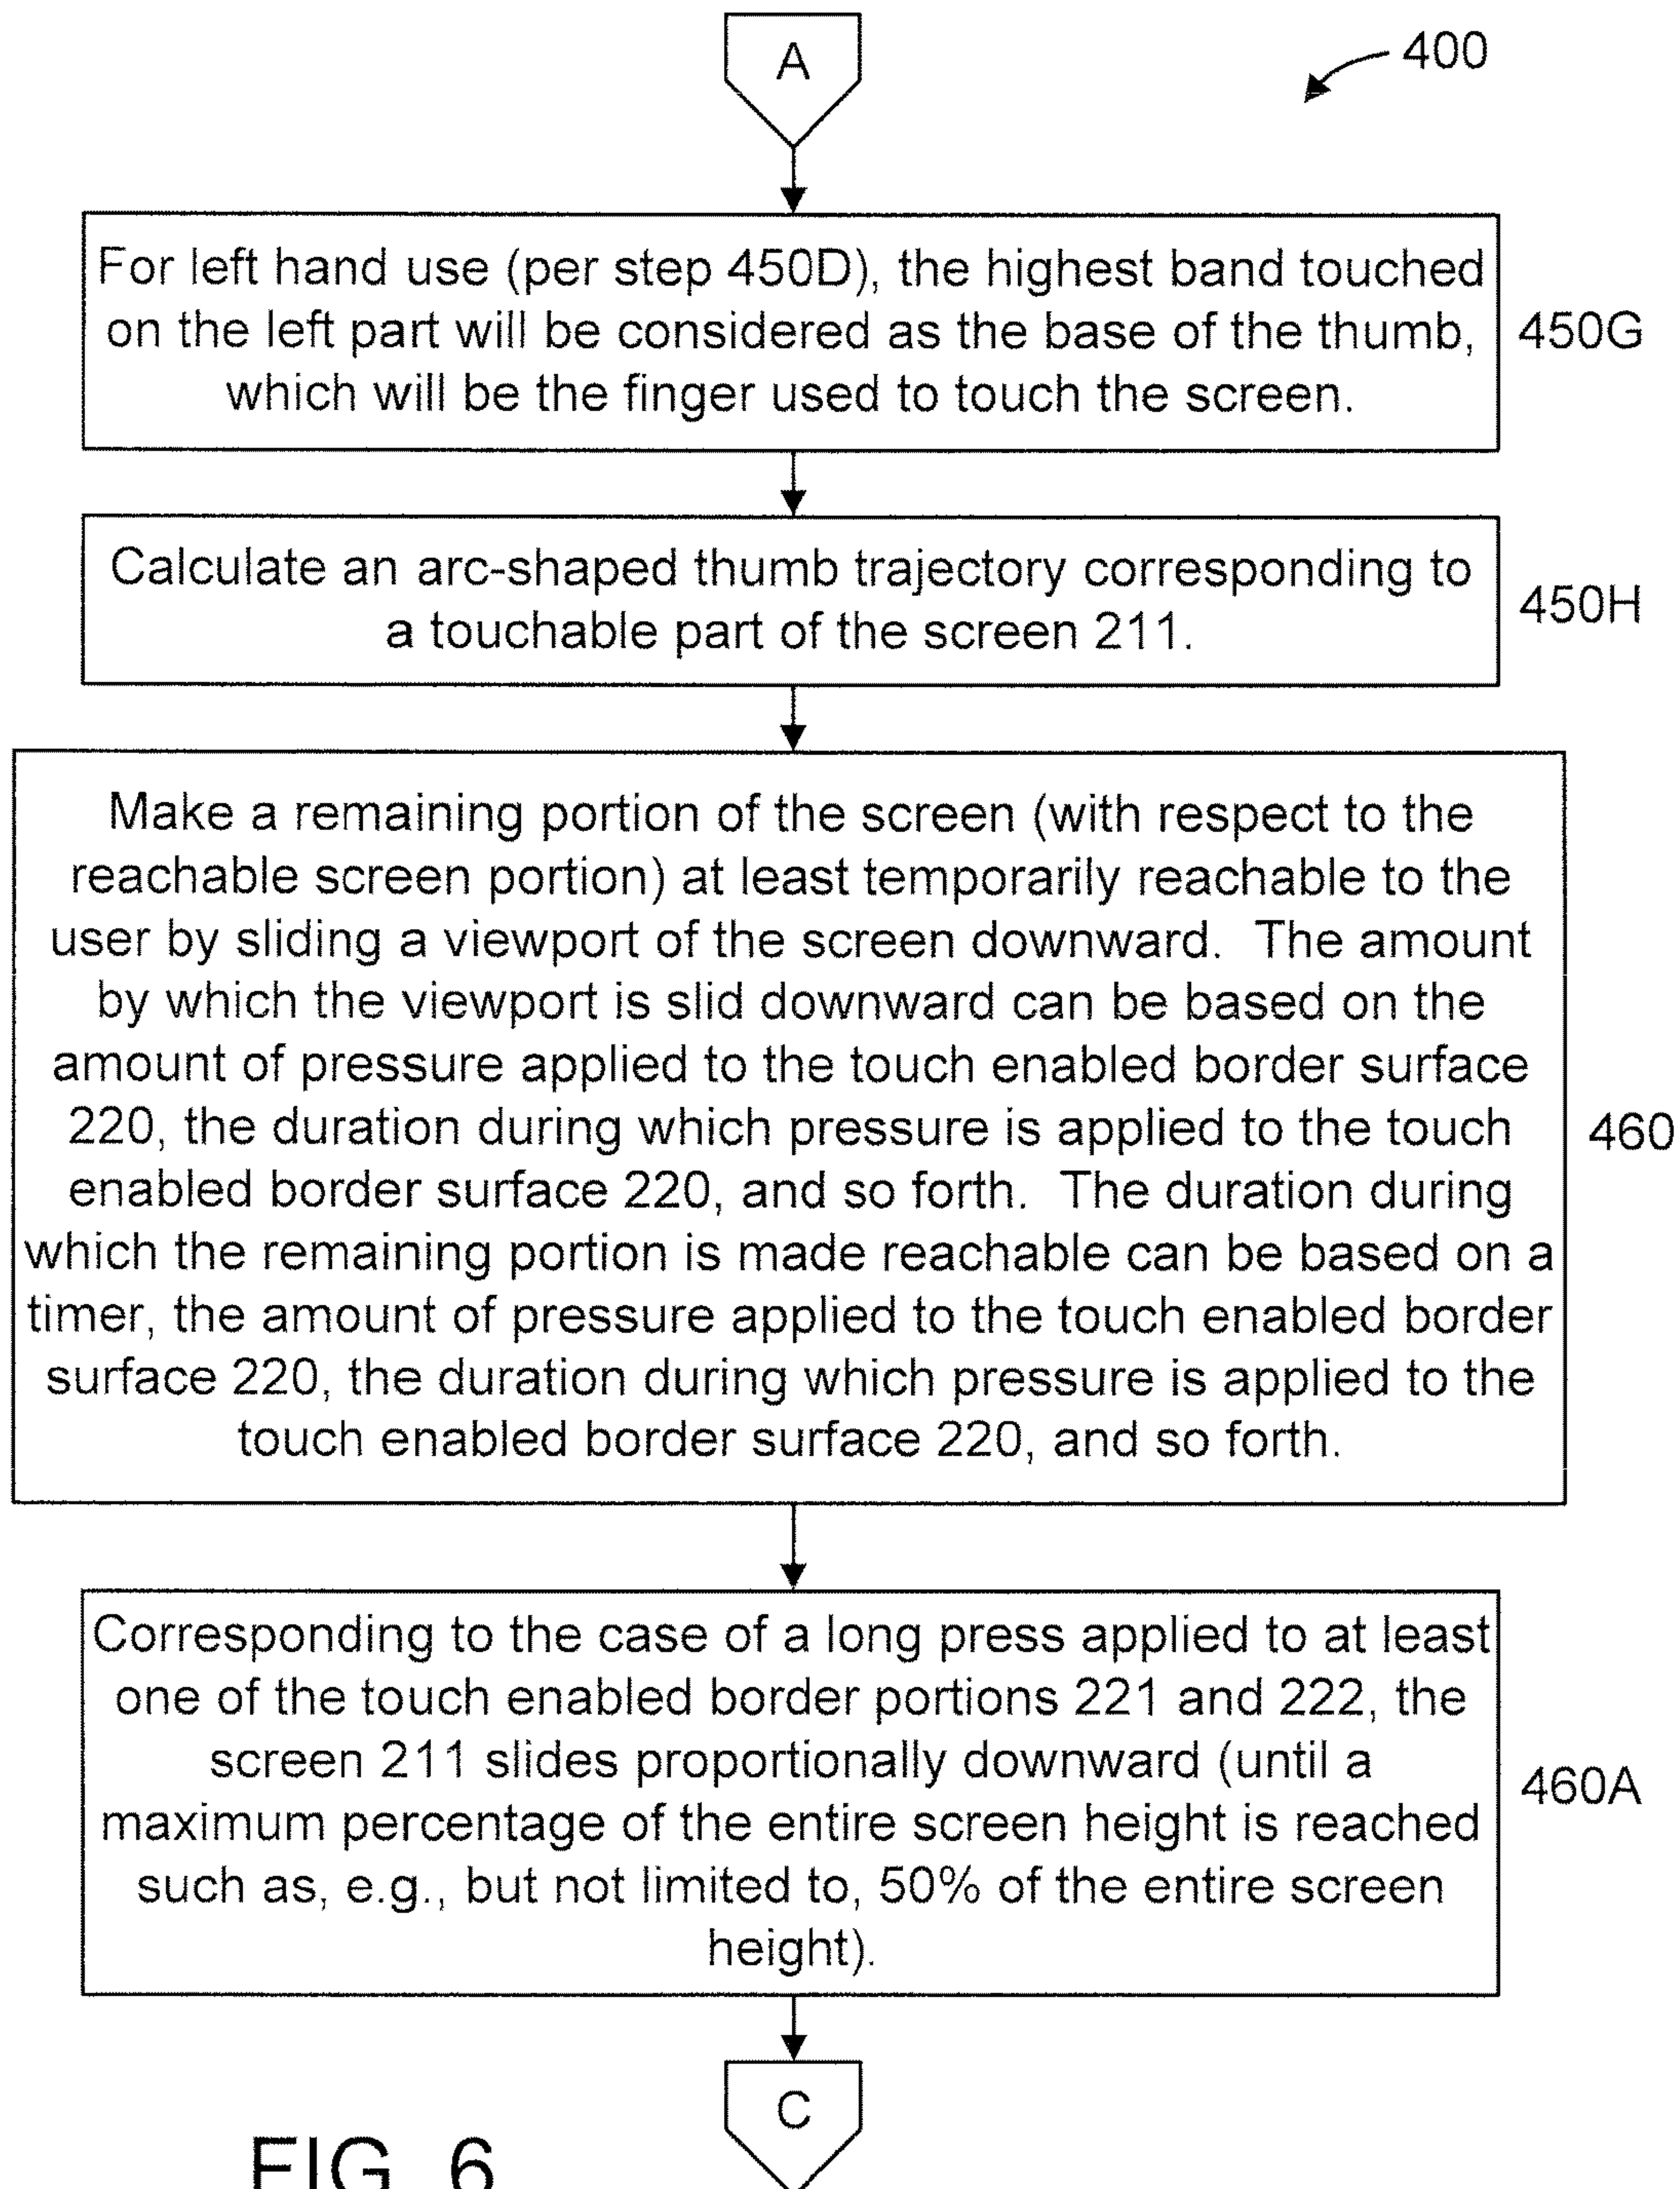 A
400
For left hand use (per step 450D), the highest band touched
on the left part will be considered as the base of the thumb,
which will be the finger used to touch the screen.
450G
Calculate an arc-shaped thumb trajectory corresponding to
a touchable part of the screen 211.
450H
Make a remaining portion of the screen (with respect to the
reachable screen portion) at least temporarily reachable to the
user by sliding a viewport of the screen downward. The amount
by which the viewport is slid downward can be based on the
amount of pressure applied to the touch enabled border surface
220, the duration during which pressure is applied to the touch
enabled border surface 220, and so forth. The duration during
which the remaining portion is made reachable can be based on a
timer, the amount of pressure applied to the touch enabled border
surface 220, the duration during which pressure is applied to the
touch enabled border surface 220, and so forth.
460
Corresponding to the case of a long press applied to at least
one of the touch enabled border portions 221 and 222, the
screen 211 slides proportionally downward (until a
maximum percentage of the entire screen height is reached
such as, e.g., but not limited to, 50% of the entire screen
height).
460A
C
FIG. 6